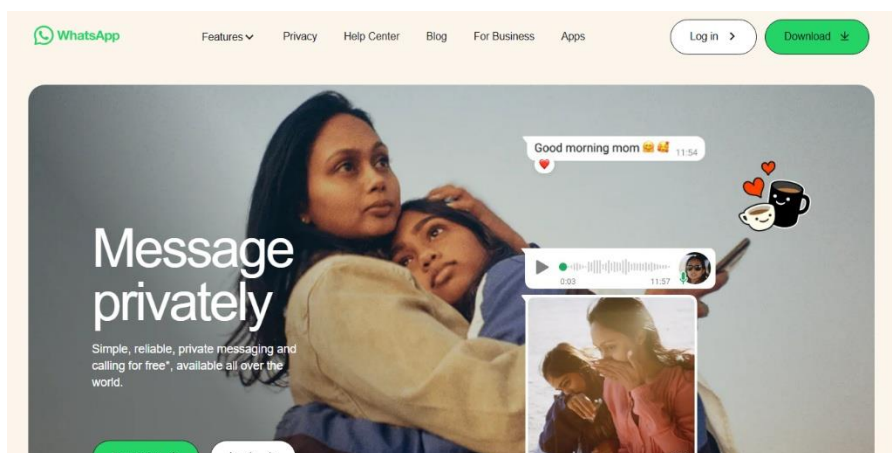 WhatsApp
Features
Privacy
Help Center
Blog
For Business
Apps
Log in
Download
Good morning mom 🤗 🥰 11:54
Message
privately
0:03 11:57
Simple, reliable, private messaging and
calling for free*, available all over the
world.